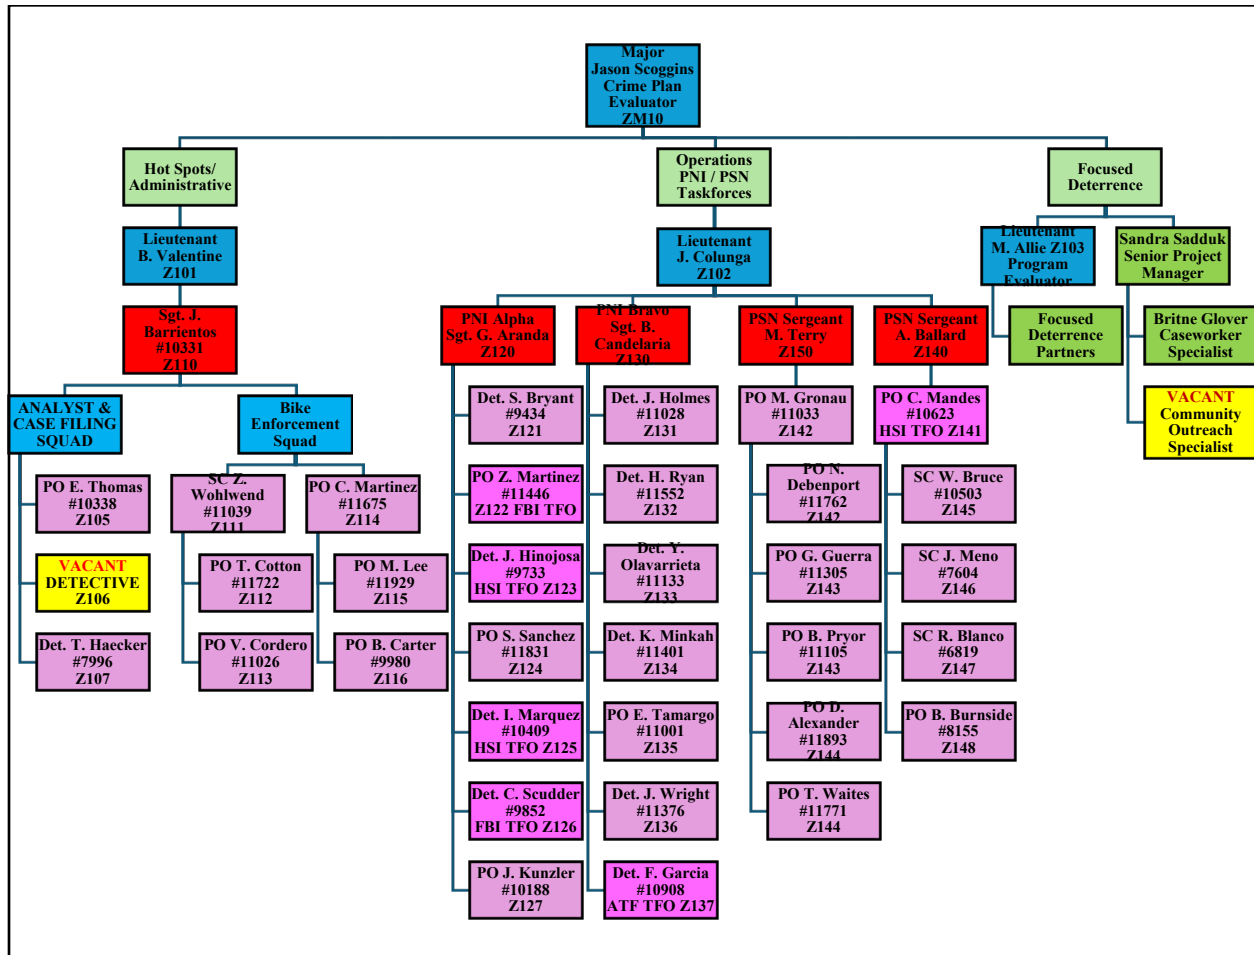 Major
Jason Scoggins
Crime Plan
Evaluator
ZM10
Hot Spots/
Administrative
Operations
PNI / PSN
Taskforces
Focused
Deterrence
Lieutenant
B. Valentine
Z101
Lieutenant
J. Colunga
Z102
Lieutenant
M. Allie Z103
Program
Evaluator
Sandra Sadduk
Senior Project
Manager
Sgt. J.
Barrientos
#10331
Z110
PNI Alpha
Sgt. G. Aranda
Z120
PNI Bravo
Sgt. B.
Candelaria
Z130
PSN Sergeant
M. Terry
Z150
PSN Sergeant
A. Ballard
Z140
Focused
Deterrence
Partners
Britne Glover
Caseworker
Specialist
VACANT
Community
Outreach
Specialist
ANALYST &
CASE FILING
SQUAD
Bike
Enforcement
Squad
PO E. Thomas
#10338
Z105
VACANT
DETECTIVE
Z106
Det. T. Haecker
#7996
Z107
SC Z.
Wohlwend
#11039
Z111
PO T. Cotton
#11722
Z112
PO V. Cordero
#11026
Z113
PO C. Martinez
#11675
Z114
PO M. Lee
#11929
Z115
PO B. Carter
#9980
Z116
Det. S. Bryant
#9434
Z121
PO Z. Martinez
#11446
Z122 FBI TFO
Det. J. Hinojosa
#9733
HSI TFO Z123
PO S. Sanchez
#11831
Z124
Det. I. Marquez
#10409
HSI TFO Z125
Det. C. Scudder
#9852
FBI TFO Z126
PO J. Kunzler
#10188
Z127
Det. J. Holmes
#11028
Z131
Det. H. Ryan
#11552
Z132
Det. Y.
Olavarrieta
#11133
Z133
Det. K. Minkah
#11401
Z134
PO E. Tamargo
#11001
Z135
Det. J. Wright
#11376
Z136
Det. F. Garcia
#10908
ATF TFO Z137
PO M. Gronau
#11033
Z142
PO N.
Debenport
#11762
Z142
PO G. Guerra
#11305
Z143
PO B. Pryor
#11105
Z143
PO D.
Alexander
#11893
Z144
PO T. Waites
#11771
Z144
PO C. Mandes
#10623
HSI TFO Z141
SC W. Bruce
#10503
Z145
SC J. Meno
#7604
Z146
SC R. Blanco
#6819
Z147
PO B. Burnside
#8155
Z148